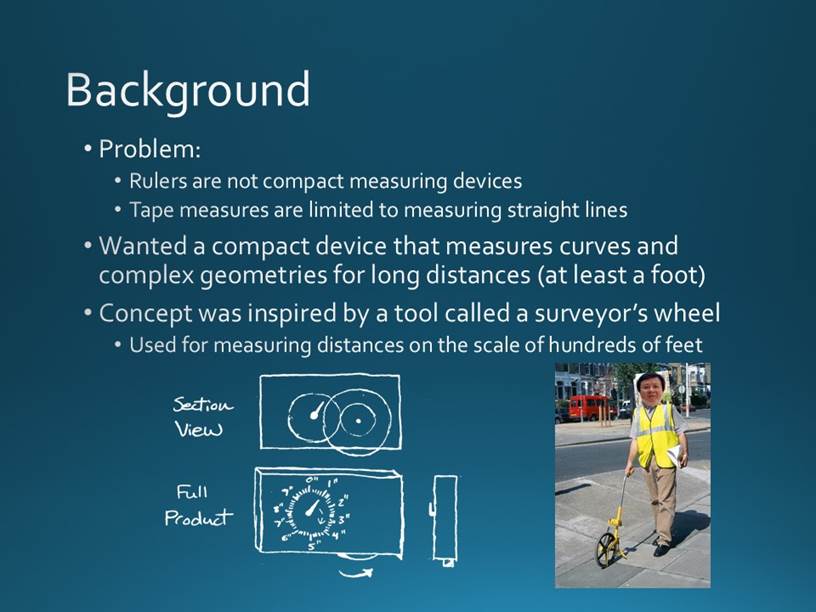 Background
• Problem:
• Rulers are not compact measuring devices
• Tape measures are limited to measuring straight lines
• Wanted a compact device that measures curves and
complex geometries for long distances (at least a foot)
• Concept was inspired by a tool called a surveyor's wheel
• Used for measuring distances on the scale of hundreds of feet
Section
View
Full
Product
0"
1"
2"
3"
4"
5"
6"
7"